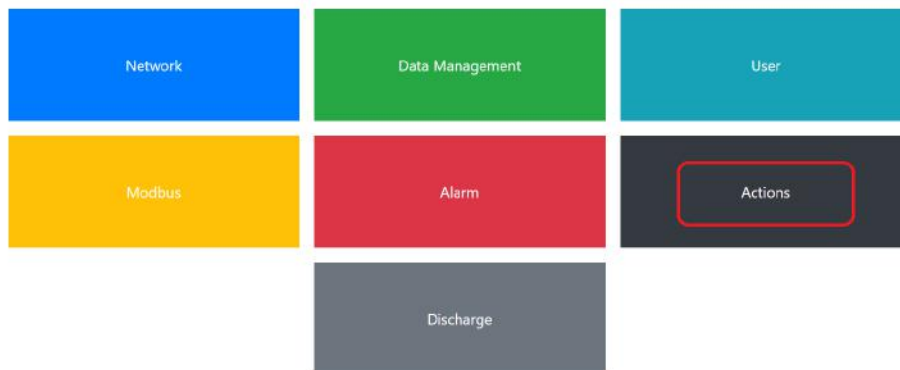 Network
Data Management
User
Modbus
Alarm
Actions
Discharge